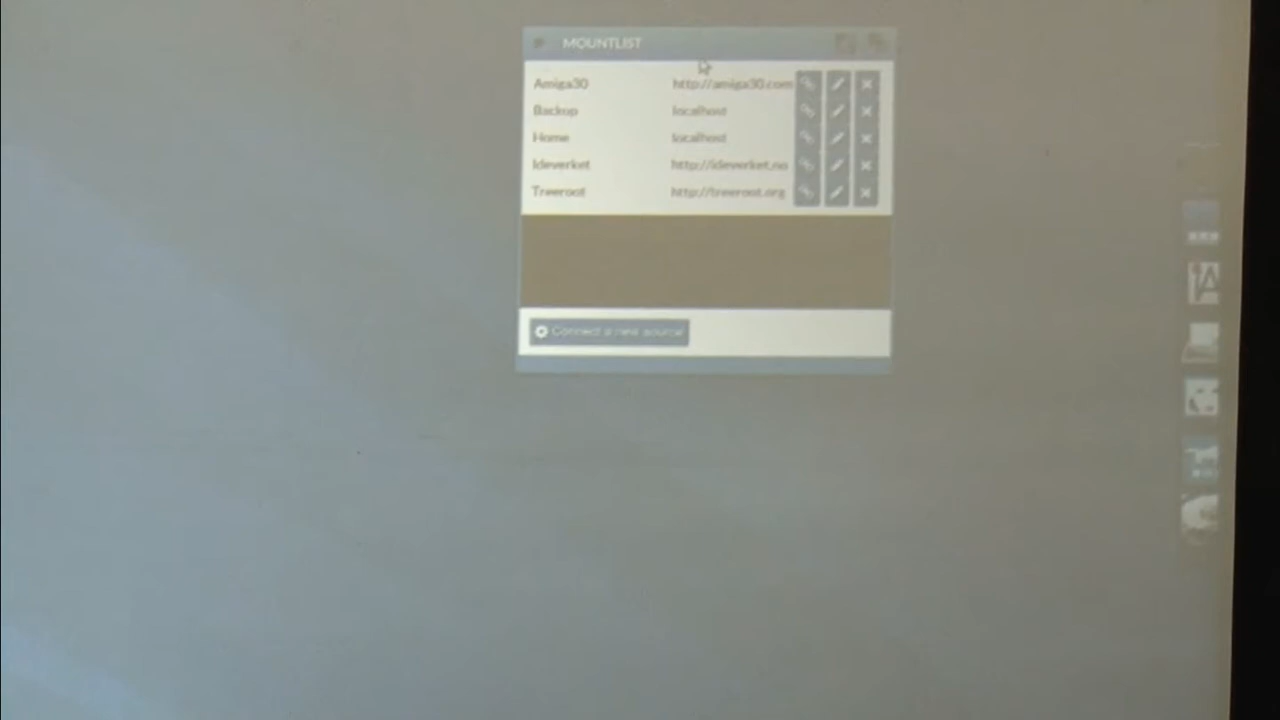 MOUNTLIST
Amiga30 http://amiga30.com
Backup localhost
Home localhost
Ideverket http://ideverket.no
Treeroot http://treeroot.org
Connect a new source